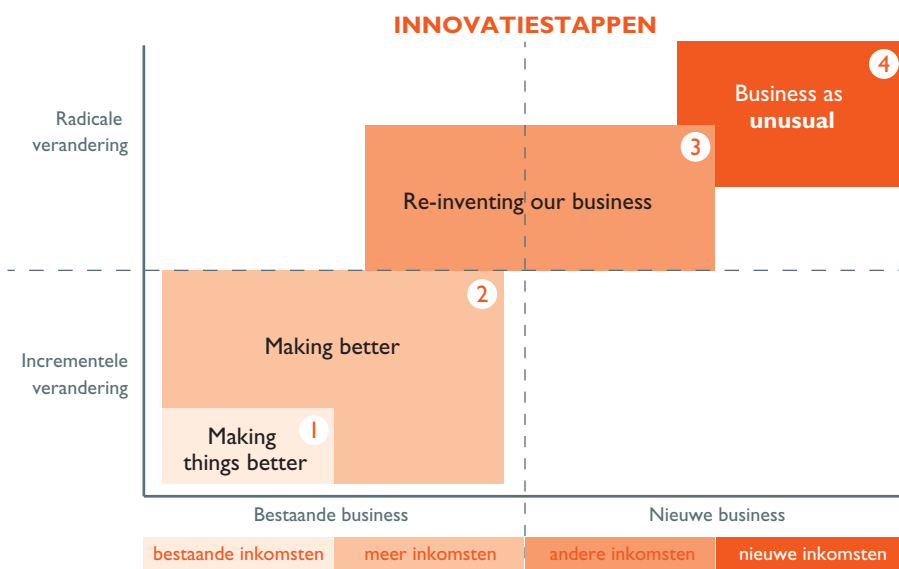 INNOVATIESTAPPEN
4
Business as
unusual
Radicale
verandering
3
Re-inventing our business
2
Making better
Incrementele
verandering
1
Making
things better
Bestaande business
Nieuwe business
bestaande inkomsten
meer inkomsten
andere inkomsten
nieuwe inkomsten